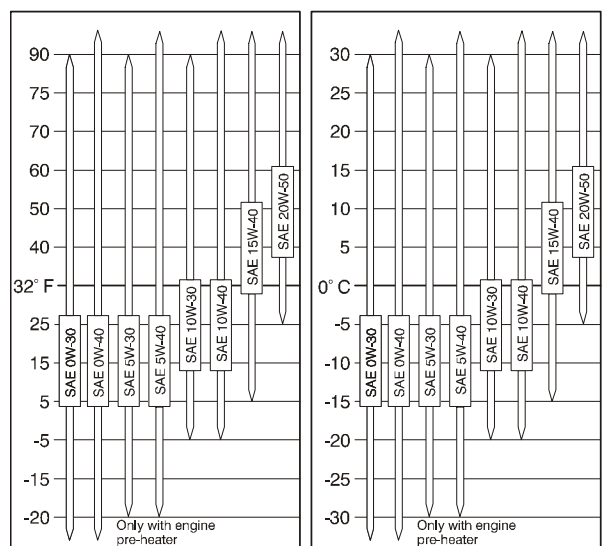 90
75
70
60
50
40
32° F
25
15
5
-5
-15
-20
SAE 0W-30
SAE 0W-40
SAE 5W-30
SAE 5W-40
SAE 10W-30
SAE 10W-40
SAE 15W-40
SAE 20W-50
Only with engine
pre-heater
30
25
20
15
10
5
0° C
-5
-10
-15
-20
-25
-30
SAE 0W-30
SAE 0W-40
SAE 5W-30
SAE 5W-40
SAE 10W-30
SAE 10W-40
SAE 15W-40
SAE 20W-50
Only with engine
pre-heater